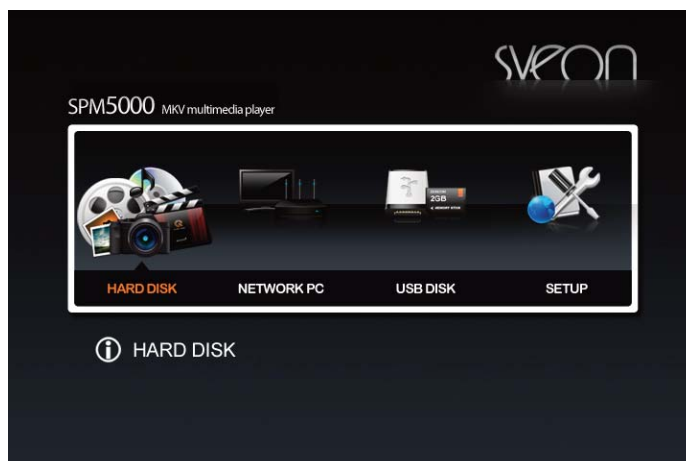 sveon
SPM5000 MKV multimedia player
2GB
HARD DISK NETWORK PC USB DISK SETUP
HARD DISK